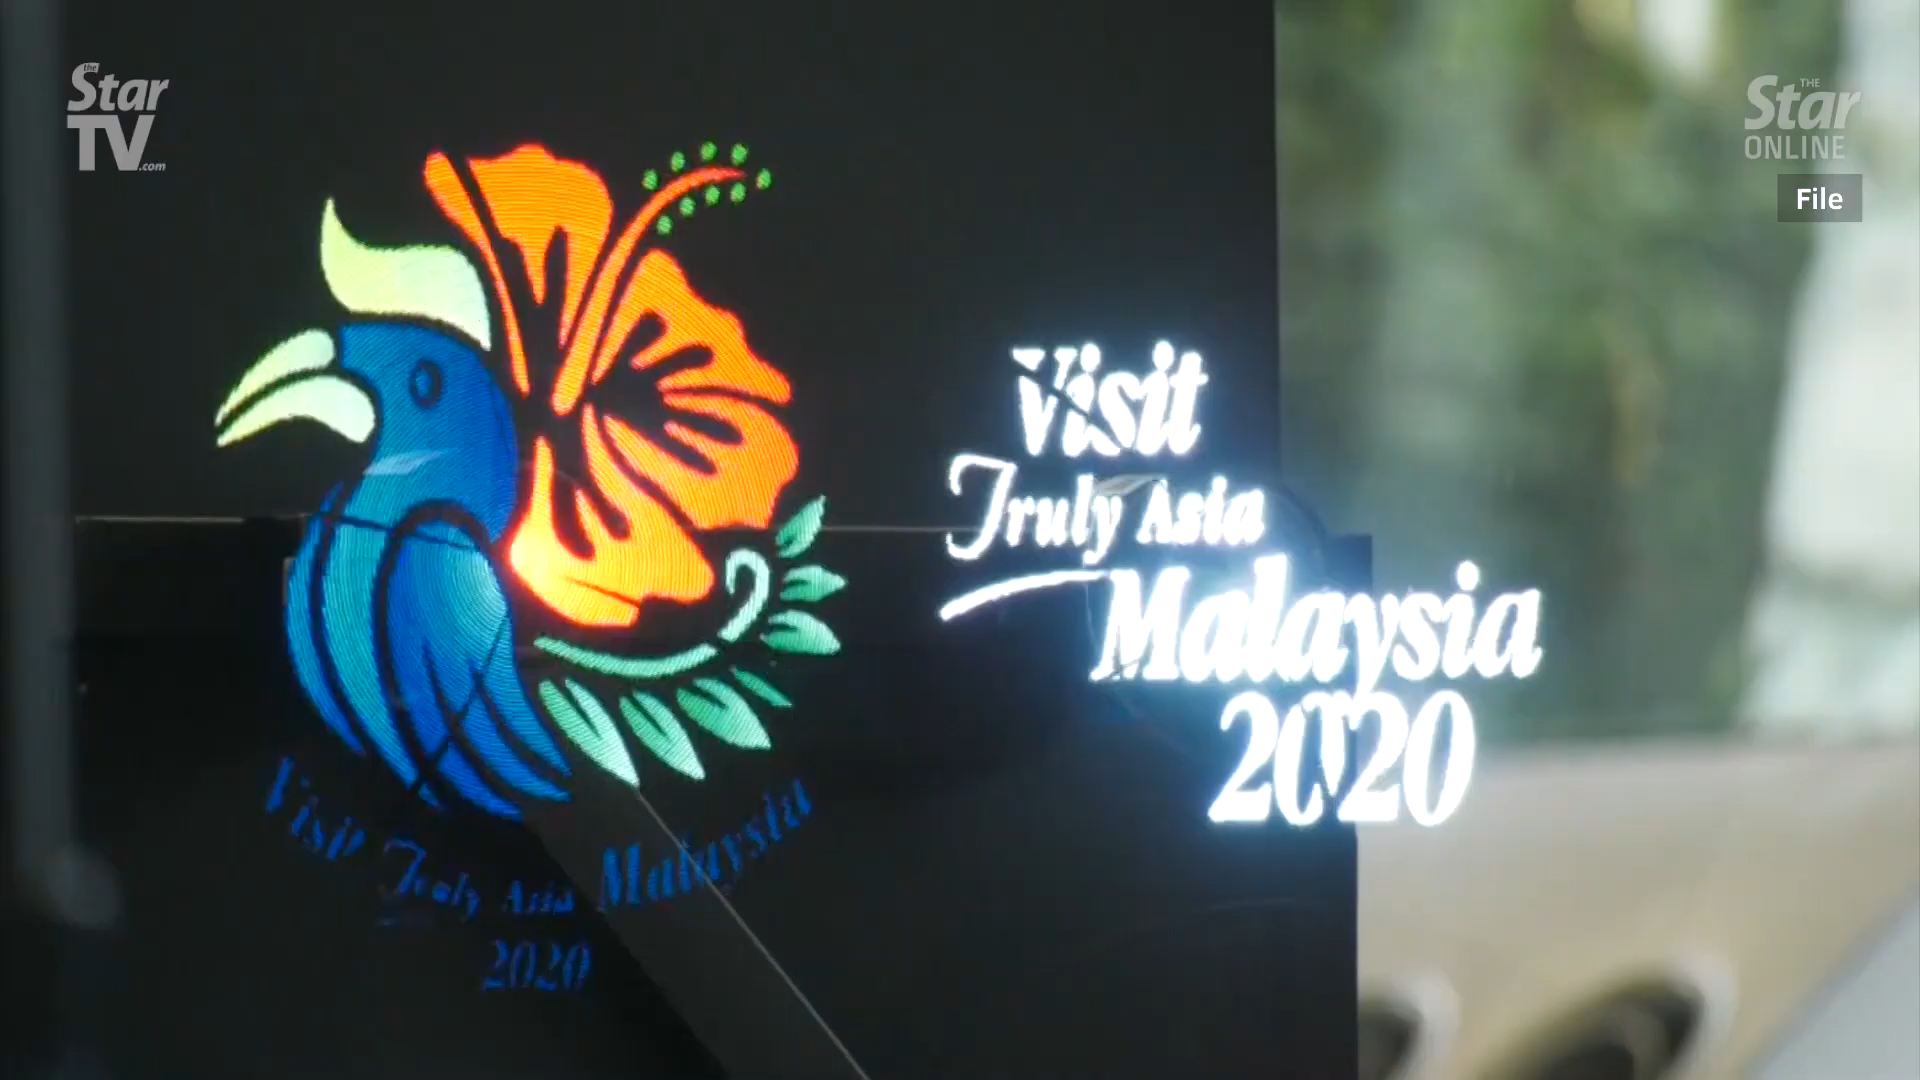 the
Star
TV
.com
THE
Star
ONLINE
File
Visit
Truly Asia
Malaysia
2020
Visit Truly Asia Malaysia
2020